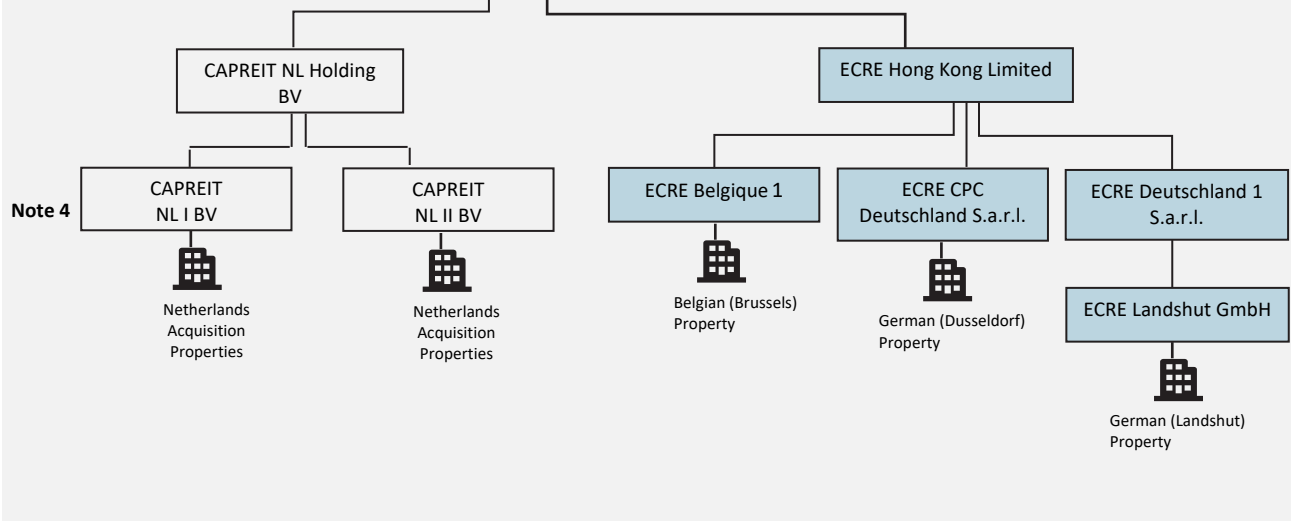 CAPREIT NL Holding
BV
ECRE Hong Kong Limited
Note 4
CAPREIT
NL I BV
CAPREIT
NL II BV
ECRE Belgique 1
ECRE CPC
Deutschland S.a.r.l.
ECRE Deutschland 1
S.a.r.l.
Netherlands
Acquisition
Properties
Netherlands
Acquisition
Properties
Belgian (Brussels)
Property
German (Dusseldorf)
Property
ECRE Landshut GmbH
German (Landshut)
Property